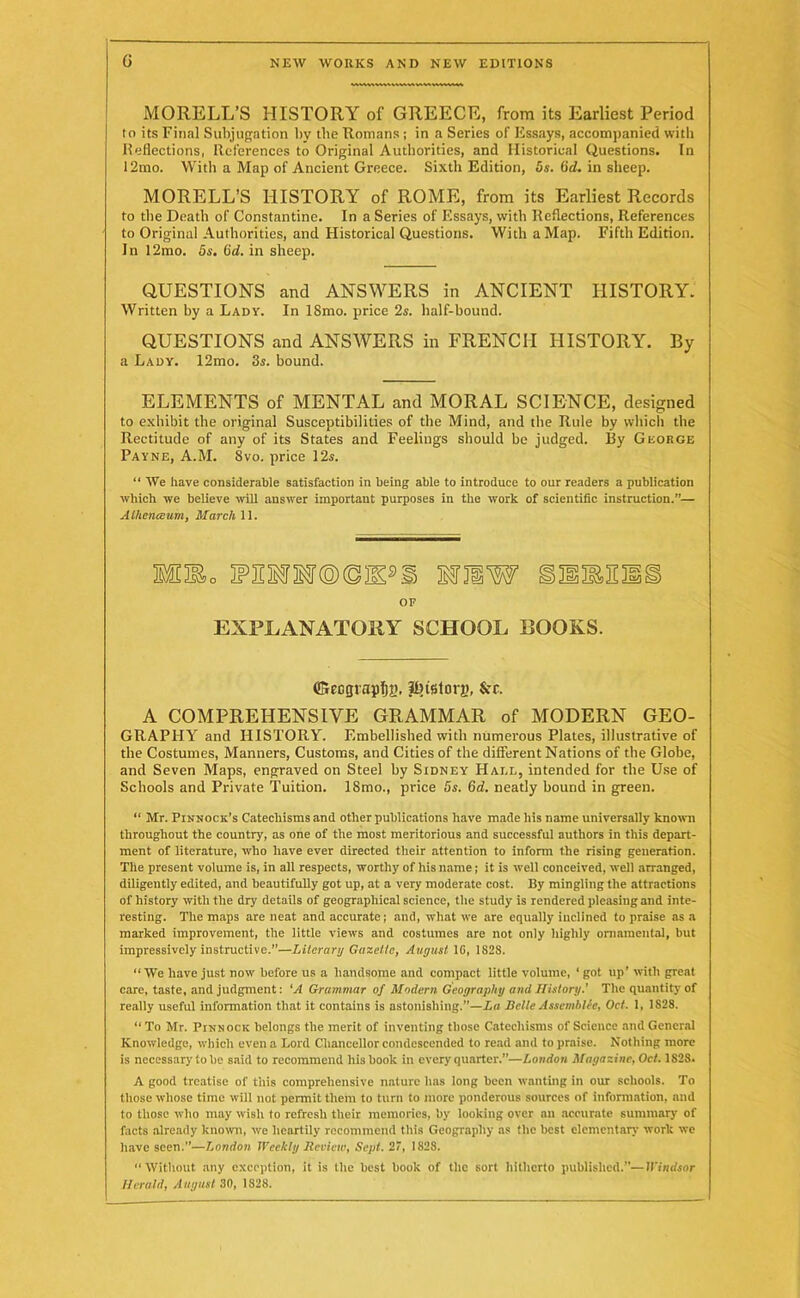 6 NEW WORKS AND NEW EDITIONS
MORELL'S HISTORY of GREECE, from its Earliest Period
to its Final Subjugation by the Romans; in a Series of Essays, accompanied with
Reflections, References to Original Authorities, and Historical Questions. In
12mo. With a Map of Ancient Greece. Sixth Edition, 5s. 6d. in sheep.
MORELL'S HISTORY of ROME, from its Earliest Records
to the Death of Constantine. In a Series of Essays, with Reflections, References
to Original Authorities, and Historical Questions. With a Map. Fifth Edition.
In 12mo. 5s. 6d. in sheep.
QUESTIONS and ANSWERS in ANCIENT HISTORY.
Written by a LADY. In 18mo. price 2s. half-bound.
QUESTIONS and ANSWERS in FRENCH HISTORY. By
a LADY. 12mo. 3s. bound.
ELEMENTS of MENTAL and MORAL SCIENCE, designed
to exhibit the original Susceptibilities of the Mind, and the Rule by which the
Rectitude of any of its States and Feelings should be judged. By GEORGE
PAYNE, A.M. 8vo. price 12s.
"We have considerable satisfaction in being able to introduce to our readers a publication
which we believe will answer important purposes in the work of scientific instruction."—
Athenæum, March 11.
MR. PINNOCK'S NEW SERIES
OF
EXPLANATORY SCHOOL BOOKS.
Geography, History, &c.
A COMPREHENSIVE GRAMMAR of MODERN GEO-
GRAPHY and HISTORY. Embellished with numerous Plates, illustrative of
the Costumes, Manners, Customs, and Cities of the different Nations of the Globe,
and Seven Maps, engraved on Steel by SIDNEY HALL, intended for the Use of
Schools and Private Tuition. 18mo., price 5s. 6d. neatly bound in green.
"Mr. PINNOCK's Catechisms and other publications have made his name universally known
throughout the country, as one of the most meritorious and successful authors in this depart-
ment of literature, who have ever directed their attention to inform the rising generation.
The present volume is, in all respects, worthy of his name; it is well conceived, well arranged,
diligently edited, and beautifully got up, at a very moderate cost. By mingling the attractions
of history with the dry details of geographical science, the study is rendered pleasing and inte-
resting. The maps are neat and accurate; and, what we are equally inclined to praise as a
marked improvement, the little views and costumes are not only highly ornamental, but
impressively instructive."—Literary Gazette, August 16, 1828.
"We have just now before us a handsome and compact little volume, 'got up' with great
care, taste, and judgment: 'A Grammar of Modern Geography and History.' The quantity of
really useful information that it contains is astonishing."—La Belle Assemblée, Oct. 1, 1828.
"To Mr. PINNOCK belongs the merit of inventing those Catechisms of Science and General
Knowledge, which even a Lord Chancellor condescended to read and to praise. Nothing more
is necessary to be said to recommend his book in every quarter."—London Magazine, Oct. 1828.
A good treatise of this comprehensive nature has long been wanting in our schools. To
those whose time will not permit them to turn to more ponderous sources of information, and
to those who may wish to refresh their memories, by looking over an accurate summary of
facts already known, we heartily recommend this Geography as the best elementary work we
have seen."—London Weekly Review, Sept. 27, 1828.
"Without any exception, it is the best book of the sort hitherto published."—Windsor
Herald, August 30, 1828.